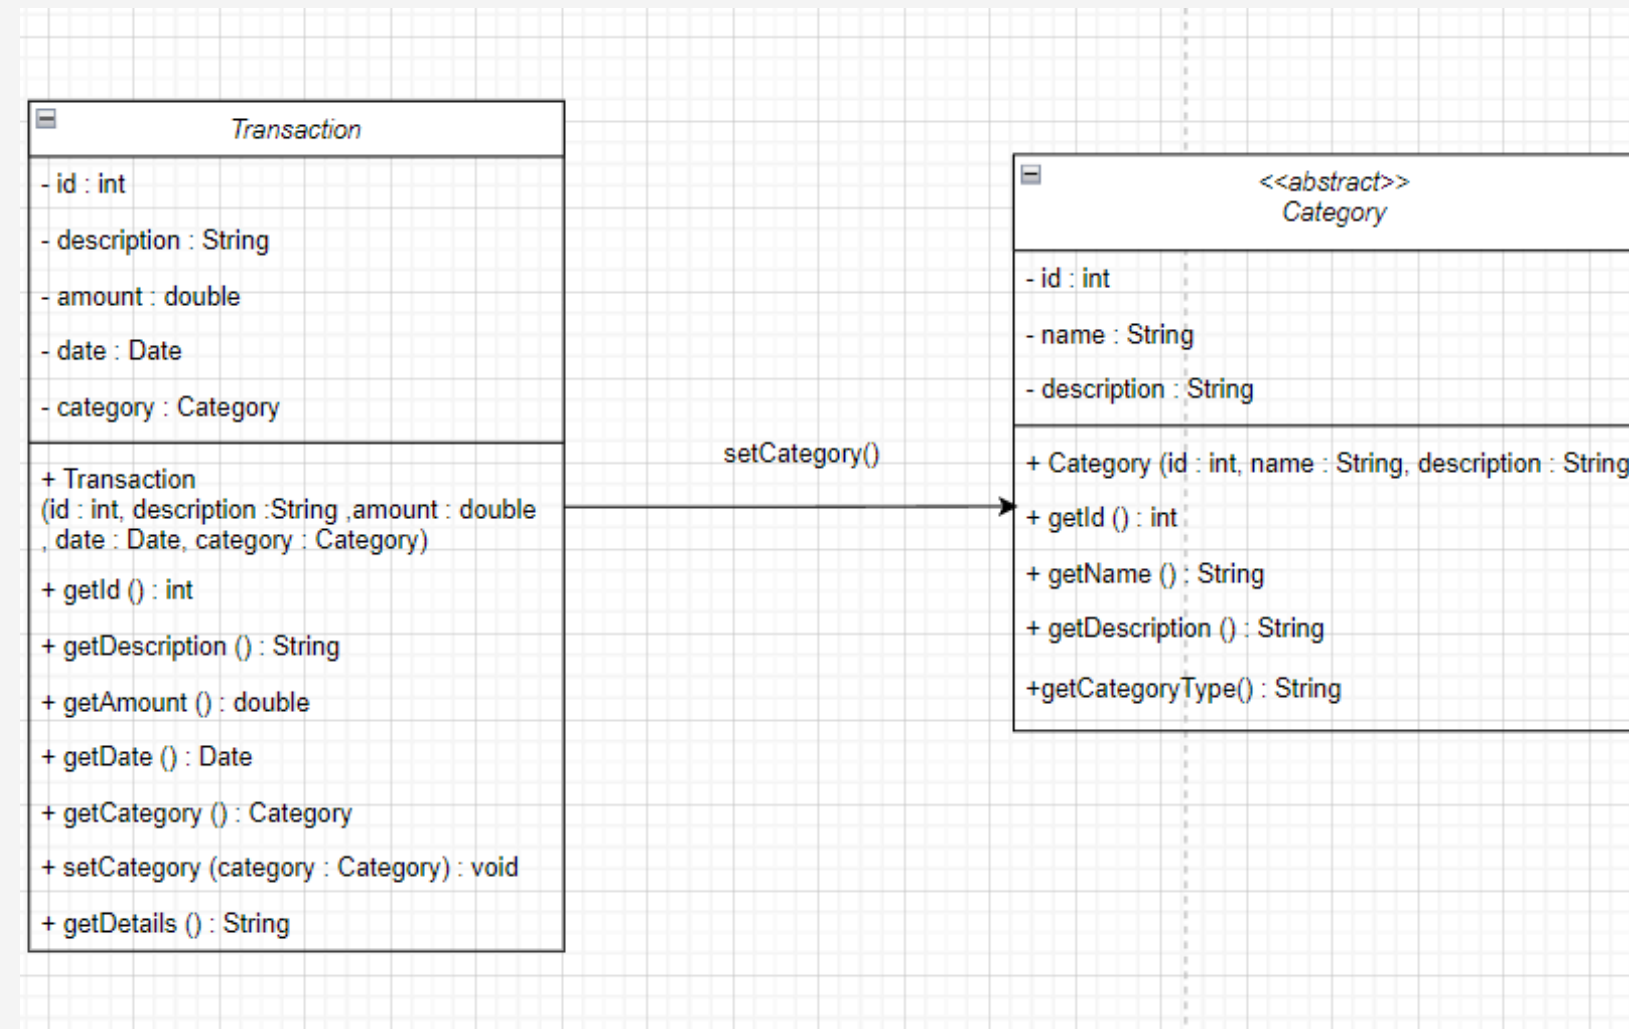 Transaction
- id : int
- description : String
- amount : double
- date : Date
- category : Category
+ Transaction
(id : int, description :String ,amount : double
, date : Date, category : Category)
+ getId () : int
+ getDescription () : String
+ getAmount () : double
+ getDate () : Date
+ getCategory () : Category
+ setCategory (category : Category) : void
+ getDetails () : String
setCategory()
<<abstract>>
Category
- id : int
- name : String
- description : String
+ Category (id : int, name : String, description : String
+ getId () : int
+ getName () : String
+ getDescription () : String
+getCategoryType() : String